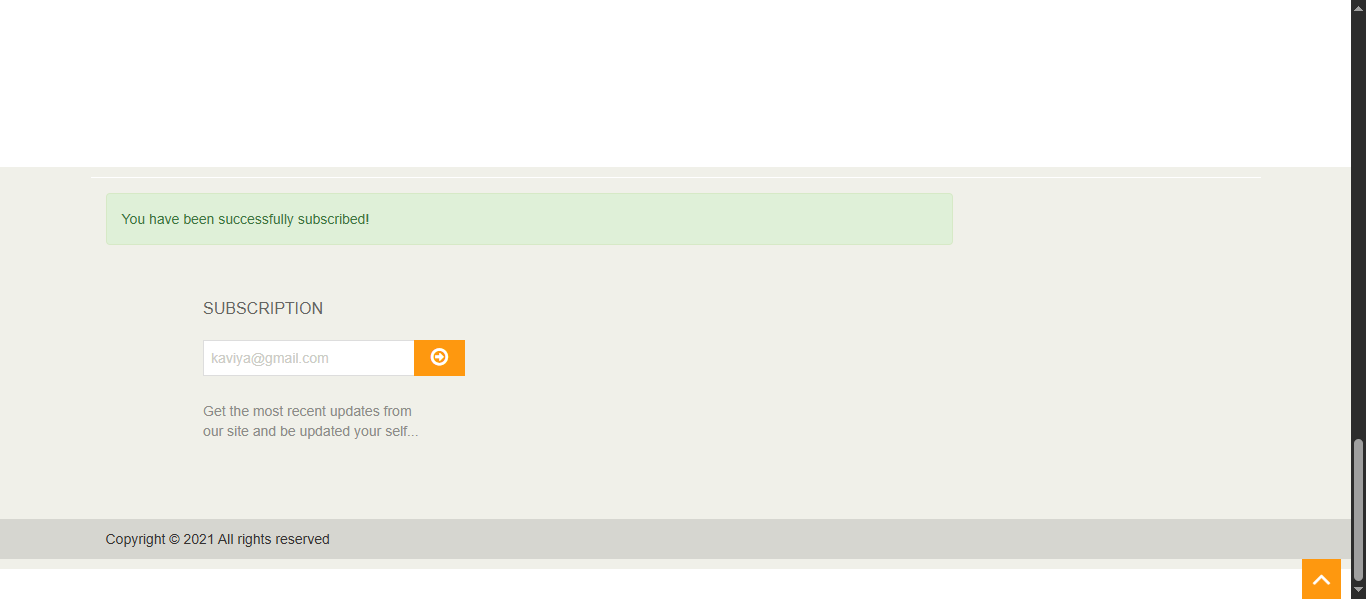 You have been successfully subscribed!
SUBSCRIPTION
kaviya@gmail.com
Get the most recent updates from
our site and be updated your self...
Copyright © 2021 All rights reserved